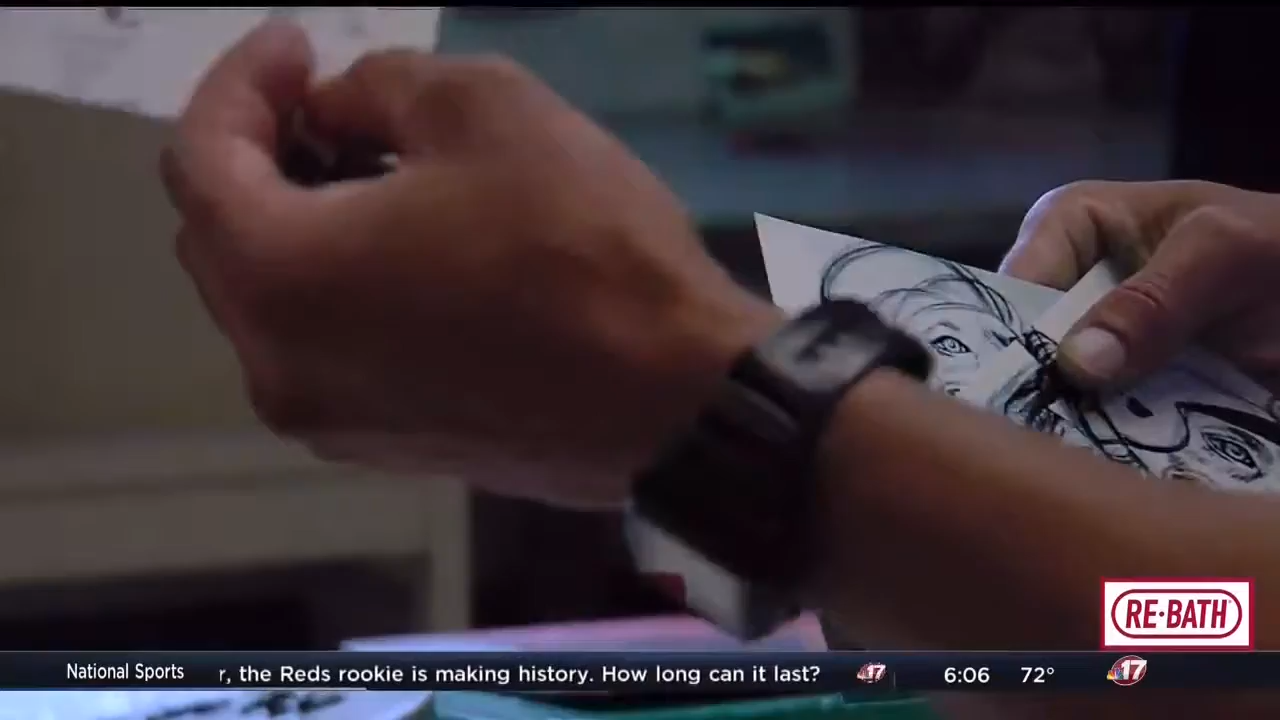 RE·BATH
National Sports
r, the Reds rookie is making history. How long can it last?
17
6:06
72°
17